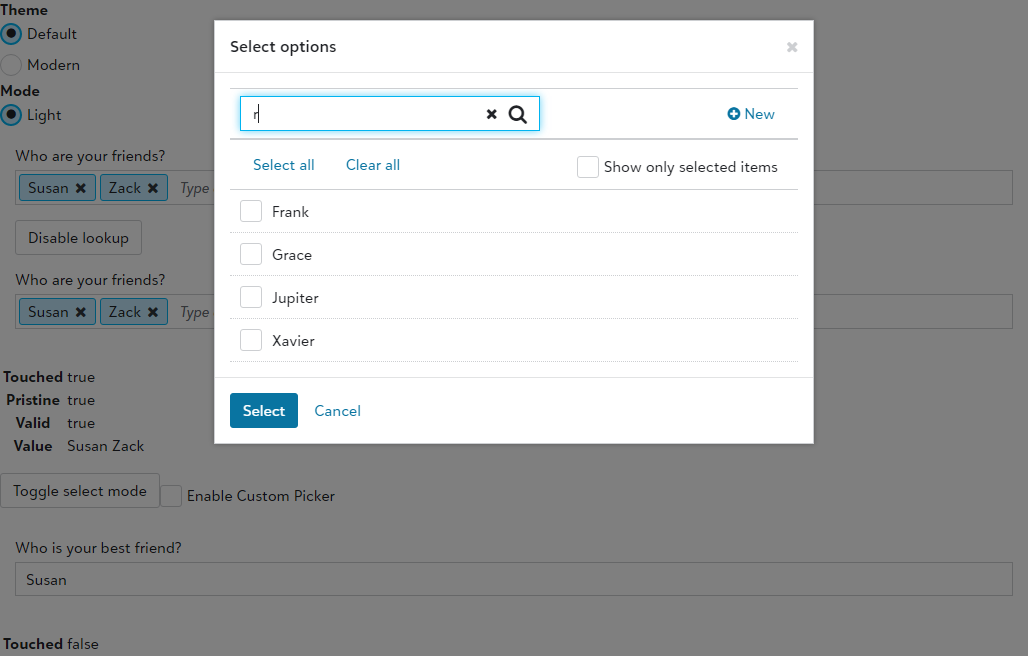 Theme
Default
Modern
Mode
Light
Who are your friends?
Susan Zack Type
Disable lookup
Who are your friends?
Susan Zack Type
Touched true
Pristine true
Valid true
Value Susan Zack
Toggle select mode Enable Custom Picker
Who is your best friend?
Susan
Touched false
Select options
r
New
Select all Clear all Show only selected items
Frank
Grace
Jupiter
Xavier
Select Cancel